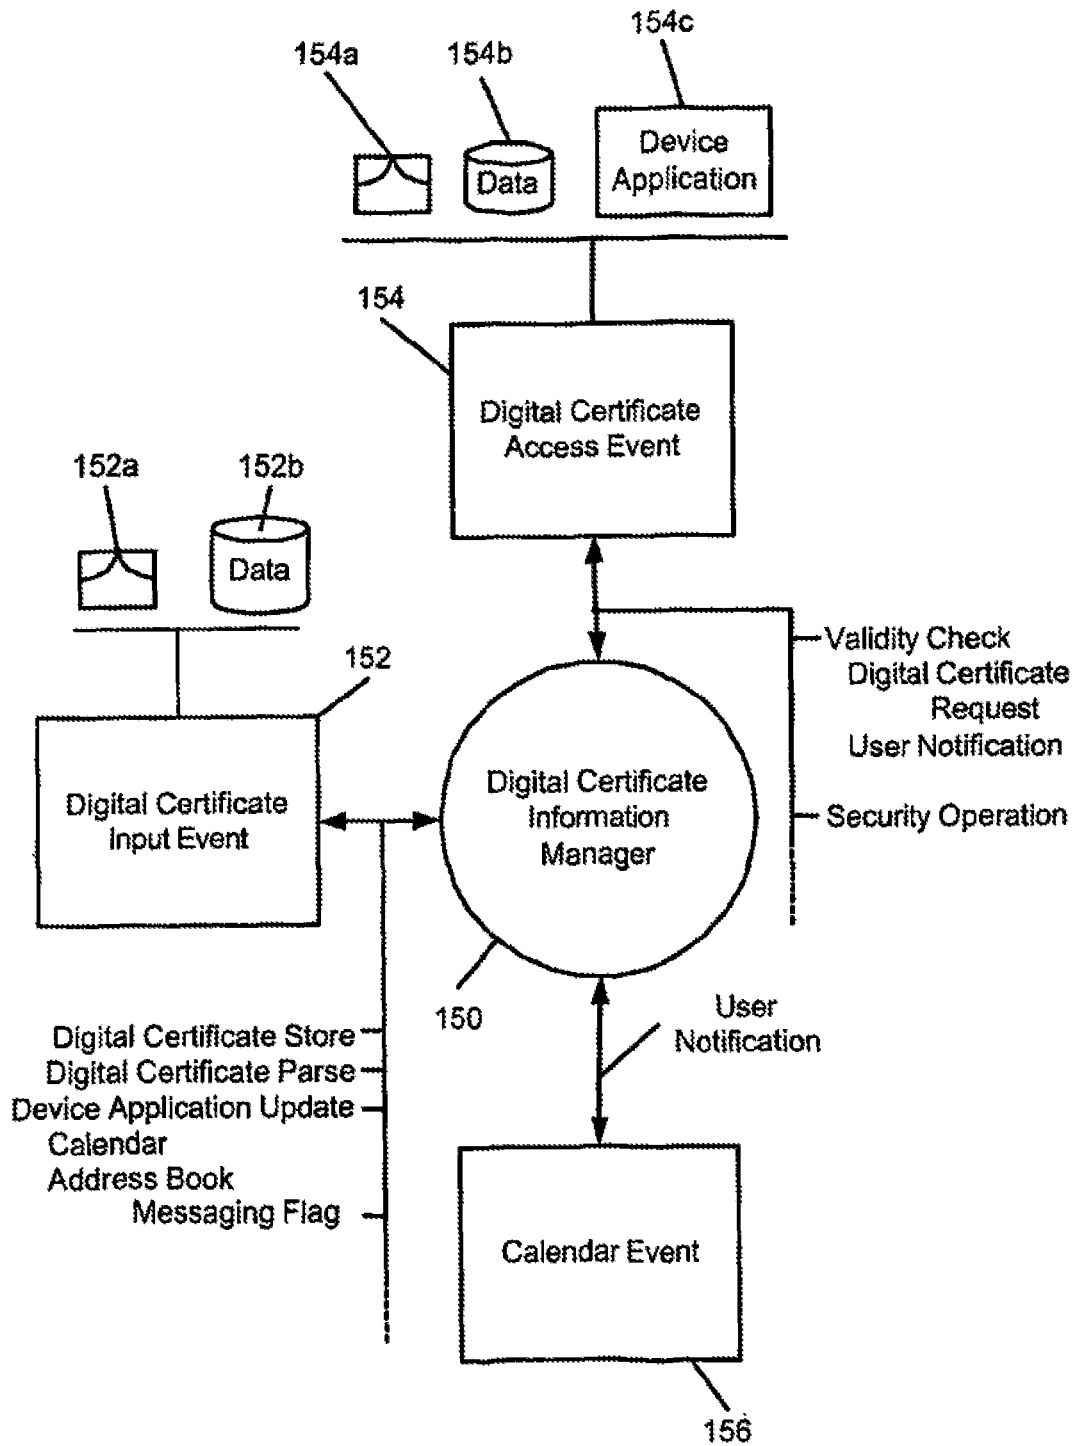 154c
154a
154b
Device
Application
Data
154
Digital Certificate
Access Event
152a
152b
Data
152
Validity Check
Digital Certificate
Request
User Notification
Security Operation
Digital Certificate
Input Event
Digital Certificate
Information
Manager
150
User
Notification
Digital Certificate Store
Digital Certificate Parse
Device Application Update
Calendar
Address Book
Messaging Flag
Calendar Event
156